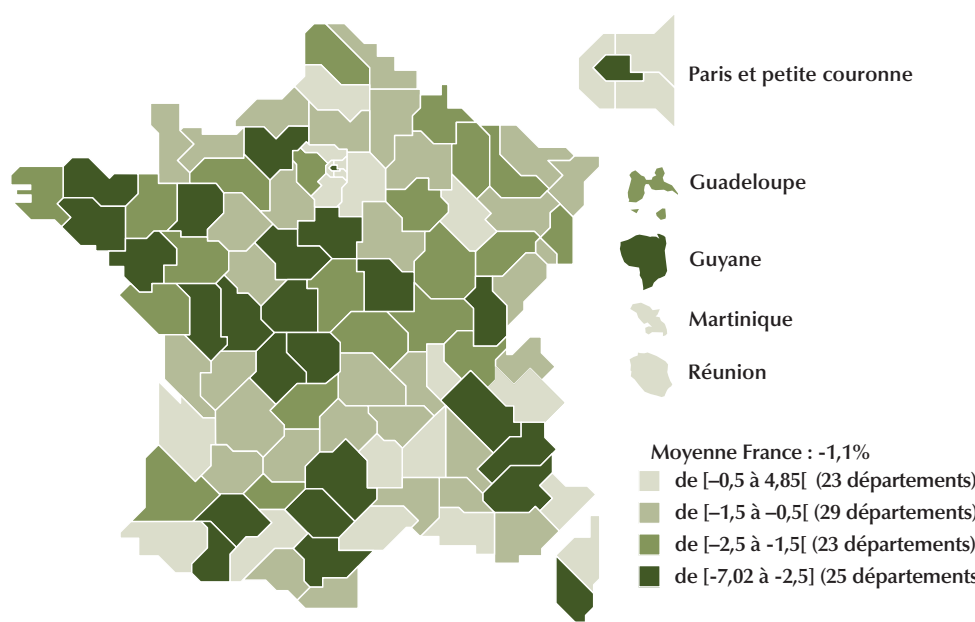 Paris et petite couronne
Guadeloupe
Guyane
Martinique
Réunion
Moyenne France : -1,1%
de [–0,5 à 4,85[ (23 départements)
de [–1,5 à –0,5[ (29 départements)
de [–2,5 à -1,5[ (23 départements)
de [-7,02 à -2,5] (25 départements